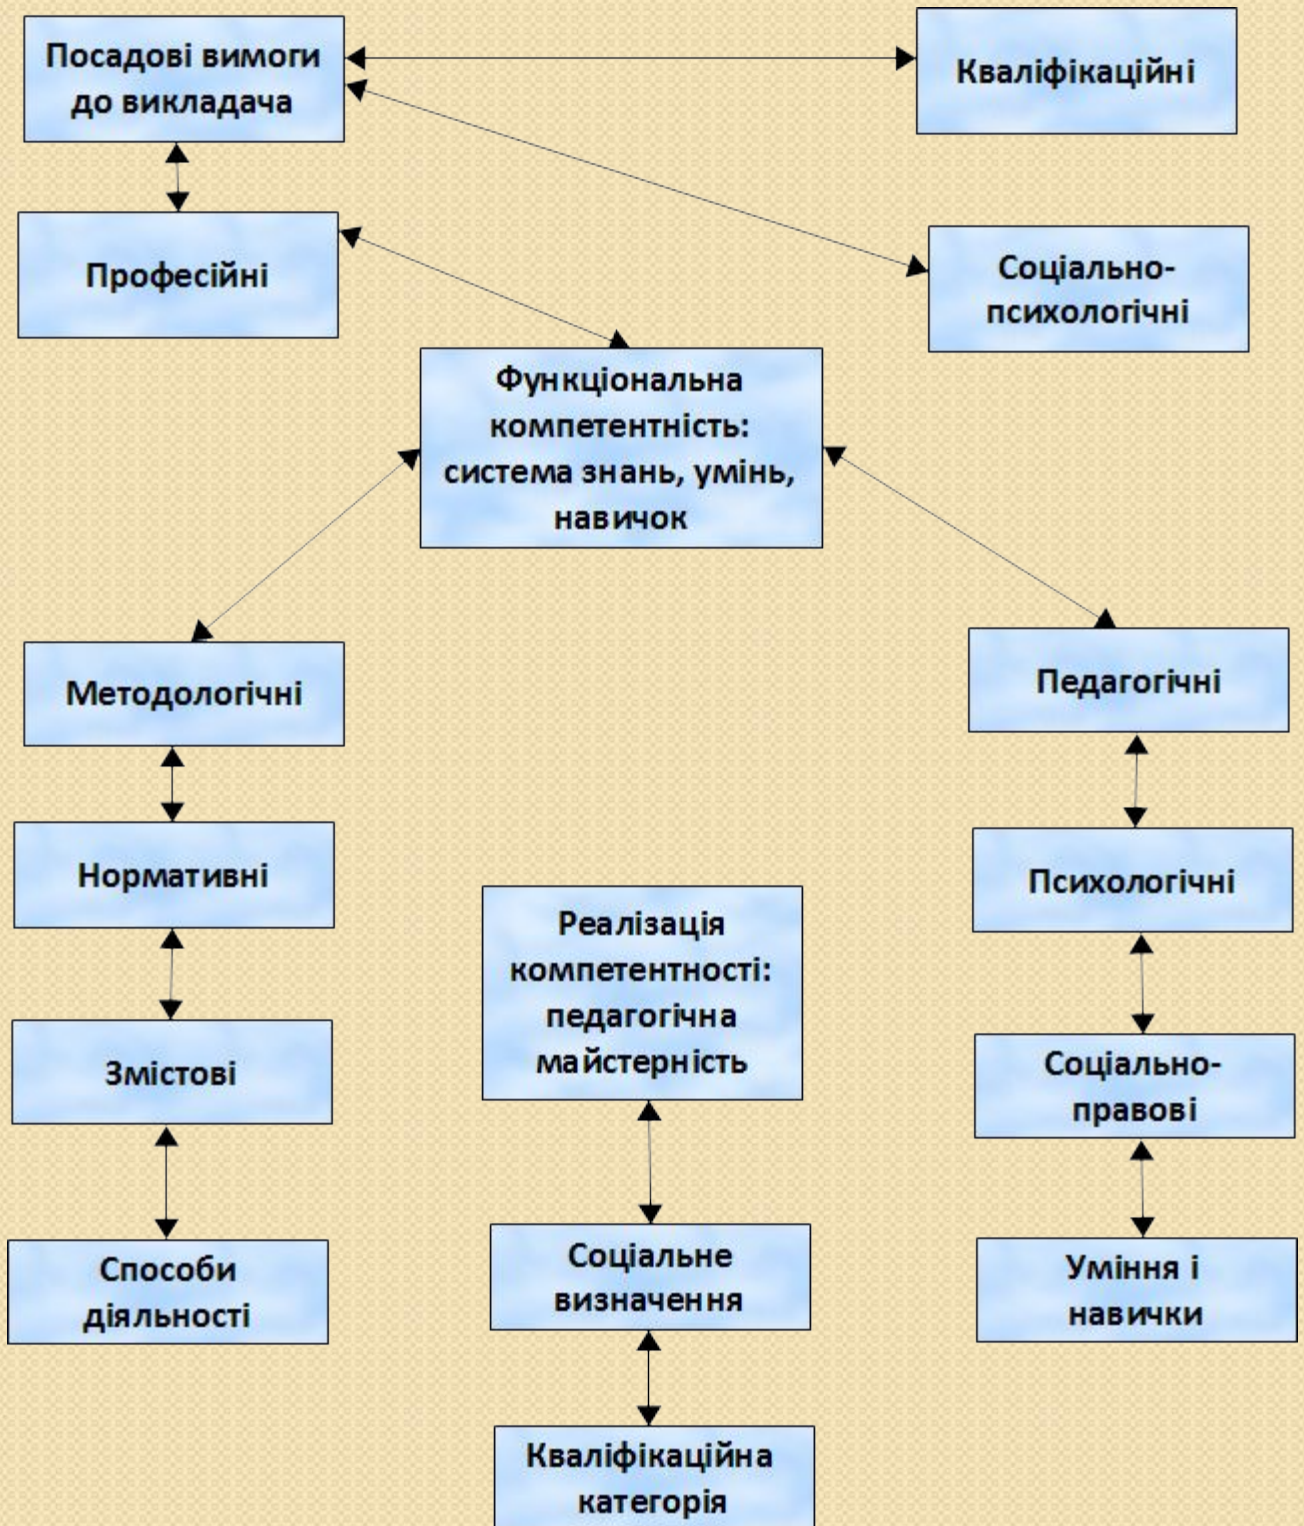 Посадові вимоги
до викладача
Кваліфікаційні
Професійні
Соціально-
психологічні
Функціональна
компетентність:
система знань, умінь,
навичок
Методологічні
Педагогічні
Нормативні
Психологічні
Реалізація
компетентності:
педагогічна
майстерність
Змістові
Соціально-
правові
Способи
діяльності
Соціальне
визначення
Уміння і
навички
Кваліфікаційна
категорія